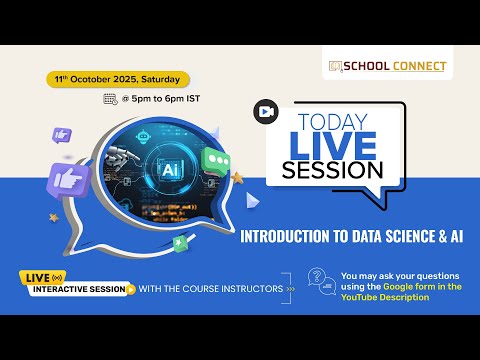 SCHOOL CONNECT
11th Ocotober 2025, Saturday
@ 5pm to 6pm IST
TODAY
LIVE
SESSION
Ai
INTRODUCTION TO DATA SCIENCE & AI
LIVE
INTERACTIVE SESSION
WITH THE COURSE INSTRUCTORS
You may ask your questions
using the Google form in the
YouTube Description